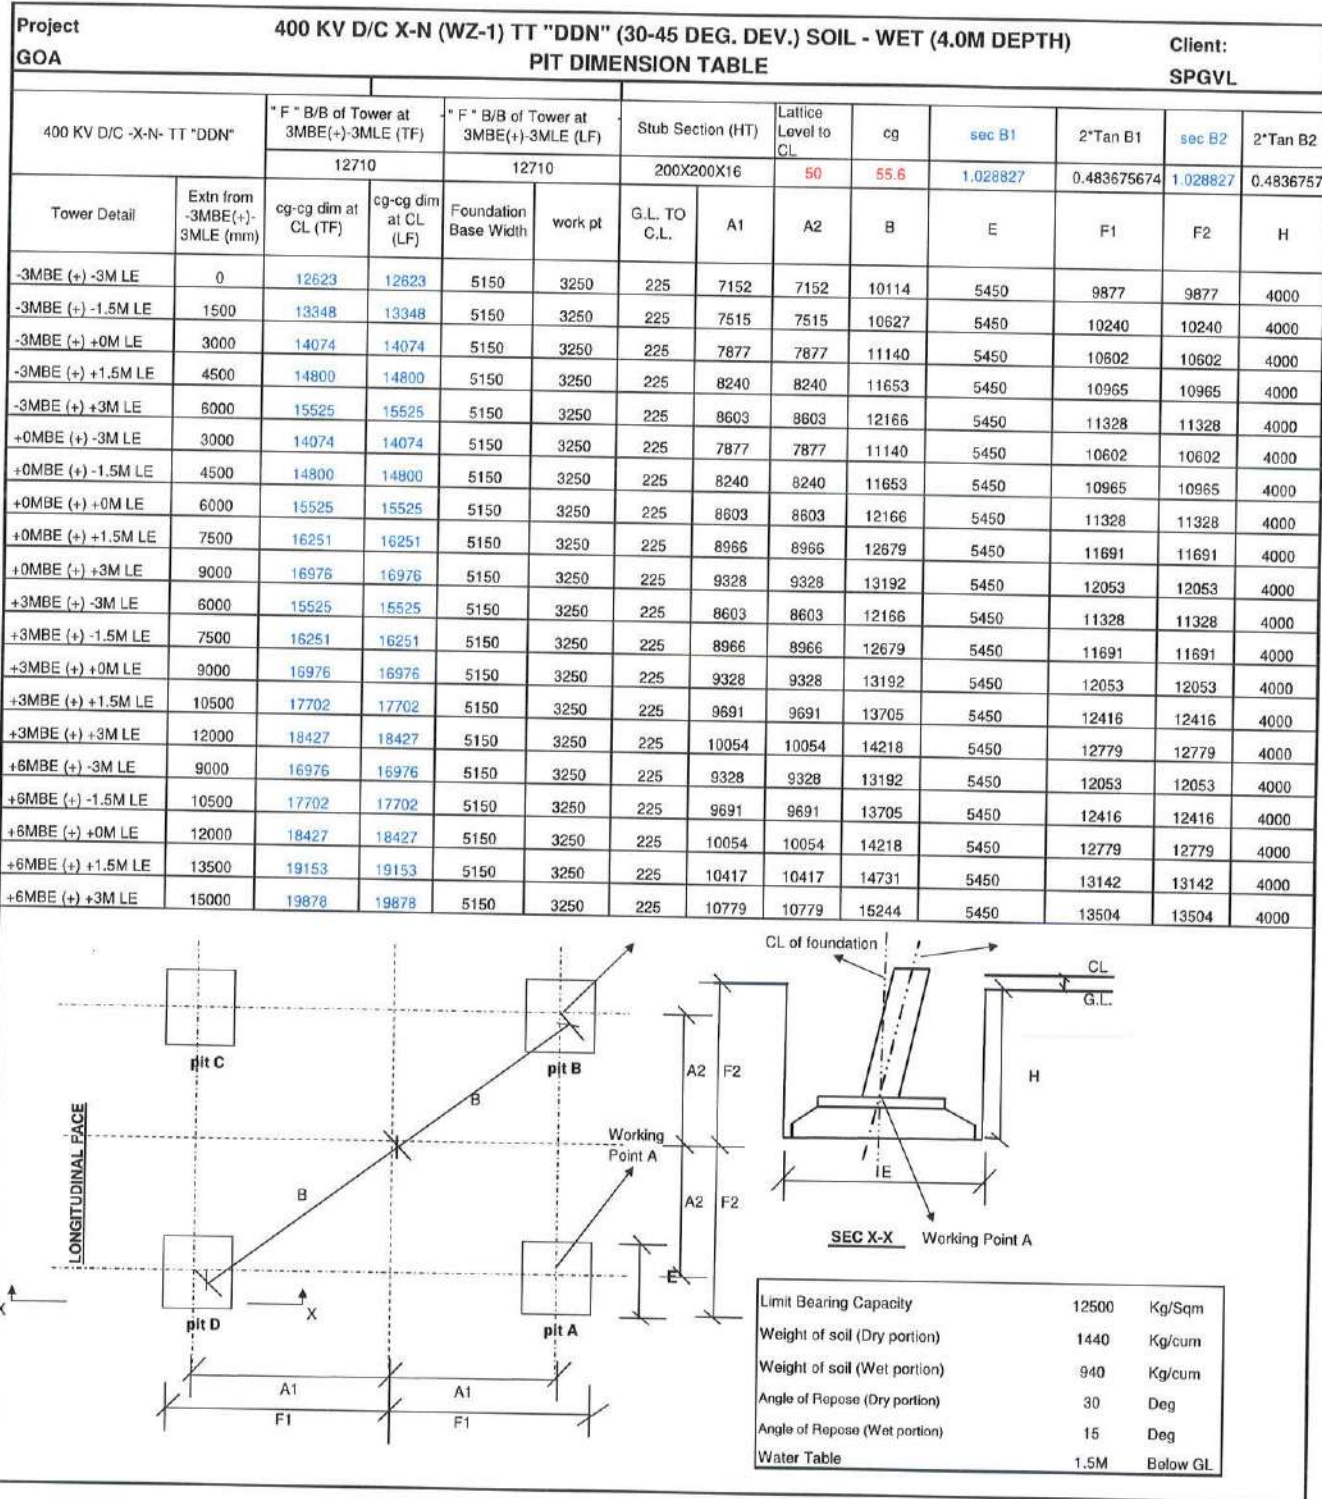 Project 400 KV D/C X-N (WZ-1) TT "DDN" (30-45 DEG. DEV.) SOIL - WET (4.0M DEPTH) Client:
GOA PIT DIMENSION TABLE SPGVL
400 KV D/C -X-N- TT "DDN" " F " B/B of Tower at 3MBE(+)-3MLE (TF) " F " B/B of Tower at 3MBE(+)-3MLE (LF) Stub Section (HT) Lattice Level to CL cg sec B1 2*Tan B1 sec B2 2*Tan B2
12710 12710 200X200X16 50 55.6 1.028827 0.483675674 1.028827 0.4836757
Tower Detail Extn from -3MBE(+)-3MLE (mm) cg-cg dim at CL (TF) cg-cg dim at CL (LF) Foundation Base Width work pt G.L. TO C.L. A1 A2 B E F1 F2 H
-3MBE (+) -3M LE 0 12623 12623 5150 3250 225 7152 7152 10114 5450 9877 9877 4000
-3MBE (+) -1.5M LE 1500 13348 13348 5150 3250 225 7515 7515 10627 5450 10240 10240 4000
-3MBE (+) +0M LE 3000 14074 14074 5150 3250 225 7877 7877 11140 5450 10602 10602 4000
-3MBE (+) +1.5M LE 4500 14800 14800 5150 3250 225 8240 8240 11653 5450 10965 10965 4000
-3MBE (+) +3M LE 6000 15525 15525 5150 3250 225 8603 8603 12166 5450 11328 11328 4000
+0MBE (+) -3M LE 3000 14074 14074 5150 3250 225 7877 7877 11140 5450 10602 10602 4000
+0MBE (+) -1.5M LE 4500 14800 14800 5150 3250 225 8240 8240 11653 5450 10965 10965 4000
+0MBE (+) +0M LE 6000 15525 15525 5150 3250 225 8603 8603 12166 5450 11328 11328 4000
+0MBE (+) +1.5M LE 7500 16251 16251 5150 3250 225 8966 8966 12679 5450 11691 11691 4000
+0MBE (+) +3M LE 9000 16976 16976 5150 3250 225 9328 9328 13192 5450 12053 12053 4000
+3MBE (+) -3M LE 6000 15525 15525 5150 3250 225 8603 8603 12166 5450 11328 11328 4000
+3MBE (+) -1.5M LE 7500 16251 16251 5150 3250 225 8966 8966 12679 5450 11691 11691 4000
+3MBE (+) +0M LE 9000 16976 16976 5150 3250 225 9328 9328 13192 5450 12053 12053 4000
+3MBE (+) +1.5M LE 10500 17702 17702 5150 3250 225 9691 9691 13705 5450 12416 12416 4000
+3MBE (+) +3M LE 12000 18427 18427 5150 3250 225 10054 10054 14218 5450 12779 12779 4000
+6MBE (+) -3M LE 9000 16976 16976 5150 3250 225 9328 9328 13192 5450 12053 12053 4000
+6MBE (+) -1.5M LE 10500 17702 17702 5150 3250 225 9691 9691 13705 5450 12416 12416 4000
+6MBE (+) +0M LE 12000 18427 18427 5150 3250 225 10054 10054 14218 5450 12779 12779 4000
+6MBE (+) +1.5M LE 13500 19153 19153 5150 3250 225 10417 10417 14731 5450 13142 13142 4000
+6MBE (+) +3M LE 15000 19878 19878 5150 3250 225 10779 10779 15244 5450 13504 13504 4000
CL of foundation
CL
G.L.
pit C pit B
A2 F2
H
B
Working
Point A
LONGITUDINAL FACE
E
B
A2 F2
SEC X-X Working Point A
E
X X
pit D pit A
A1 A1
F1 F1
Limit Bearing Capacity 12500 Kg/Sqm
Weight of soil (Dry portion) 1440 Kg/cum
Weight of soil (Wet portion) 940 Kg/cum
Angle of Repose (Dry portion) 30 Deg
Angle of Repose (Wet portion) 15 Deg
Water Table 1.5M Below GL